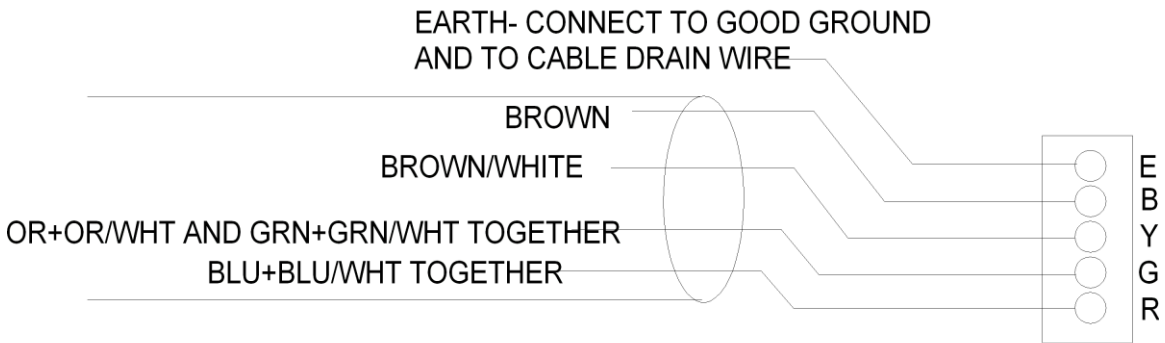 EARTH- CONNECT TO GOOD GROUND
AND TO CABLE DRAIN WIRE
BROWN
BROWN/WHITE
OR+OR/WHT AND GRN+GRN/WHT TOGETHER
BLU+BLU/WHT TOGETHER
E
B
Y
G
R